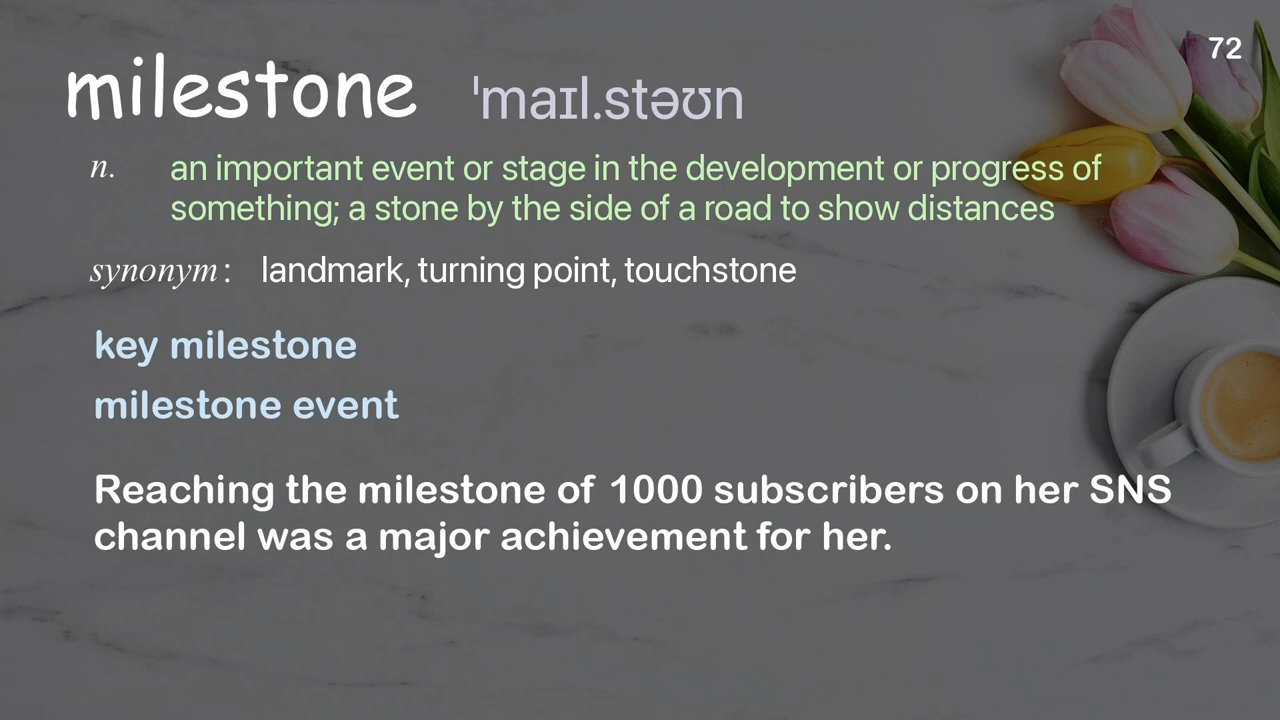 72
milestone ˈmaɪl.stəʊn
n. an important event or stage in the development or progress of
something; a stone by the side of a road to show distances
synonym: landmark, turning point, touchstone
key milestone
milestone event
Reaching the milestone of 1000 subscribers on her SNS
channel was a major achievement for her.